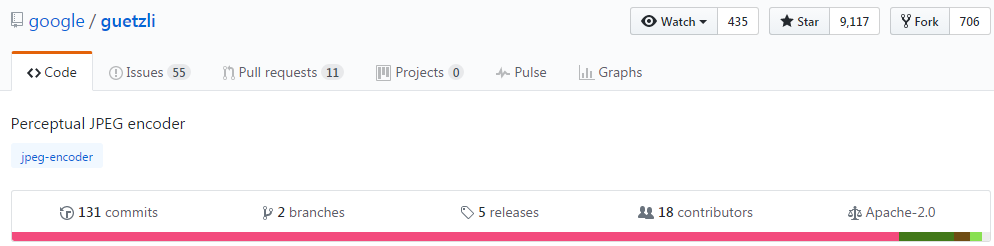 google / guetzli Watch 435 Star 9,117 Fork 706
Code Issues 55 Pull requests 11 Projects 0 Pulse Graphs
Perceptual JPEG encoder
jpeg-encoder
131 commits 2 branches 5 releases 18 contributors Apache-2.0